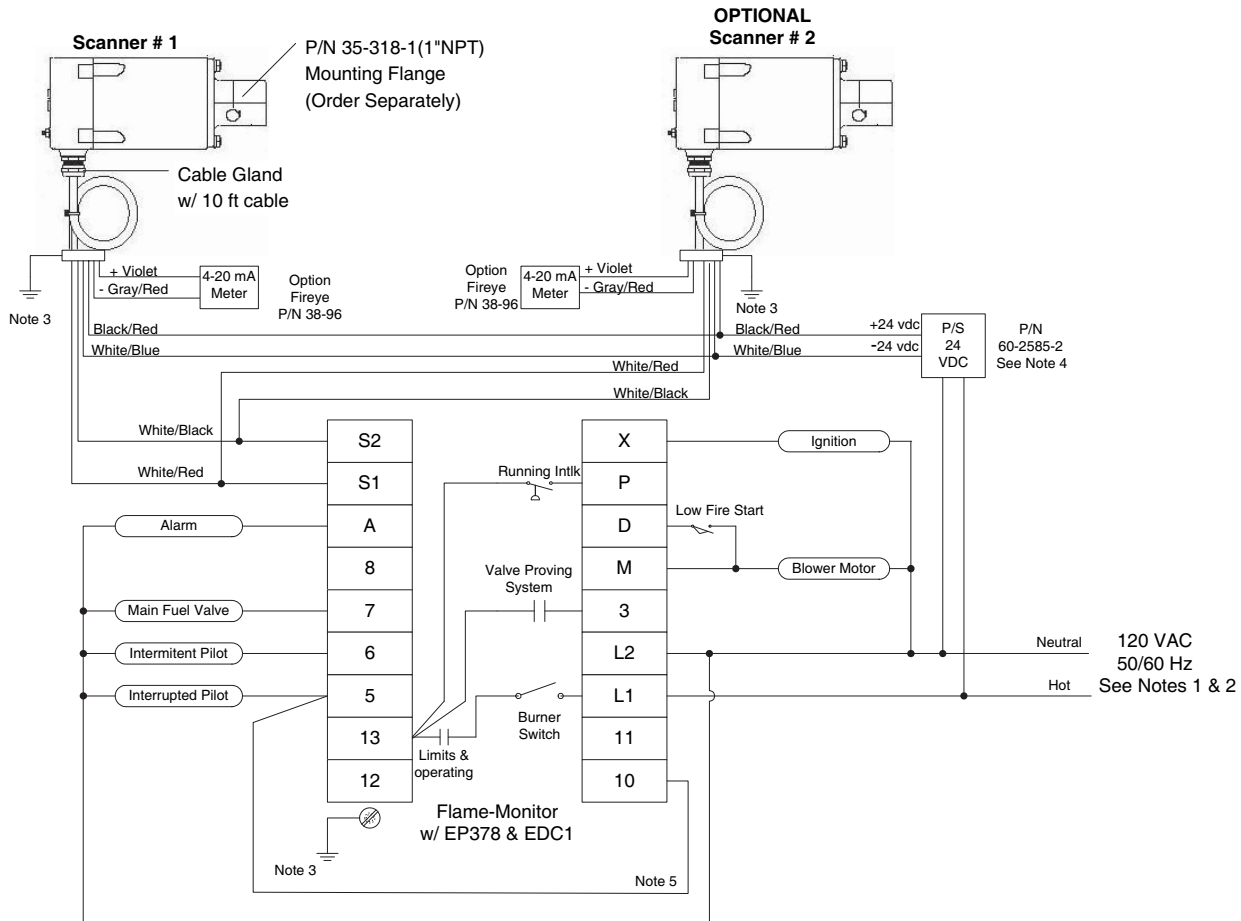 OPTIONAL
Scanner # 1
Scanner # 2
P/N 35-318-1(1"NPT)
Mounting Flange
(Order Separately)
Cable Gland
w/ 10 ft cable
+ Violet
- Gray/Red
4-20 mA
Meter
Option
Fireye
P/N 38-96
Option
Fireye
P/N 38-96
4-20 mA
Meter
+ Violet
- Gray/Red
Note 3
Note 3
Black/Red
White/Blue
Black/Red
White/Blue
+24 vdc
-24 vdc
P/S
24
VDC
P/N
60-2585-2
See Note 4
White/Red
White/Black
White/Black
White/Red
S2
S1
A
8
7
6
5
13
12
X
P
D
M
3
L2
L1
11
10
Ignition
Running Intlk
Low Fire Start
Alarm
Valve Proving
System
Blower Motor
Main Fuel Valve
Intermitent Pilot
Interrupted Pilot
Neutral
Hot
120 VAC
50/60 Hz
See Notes 1 & 2
Burner
Switch
Limits &
operating
Flame-Monitor
w/ EP378 & EDC1
Note 3
Note 5